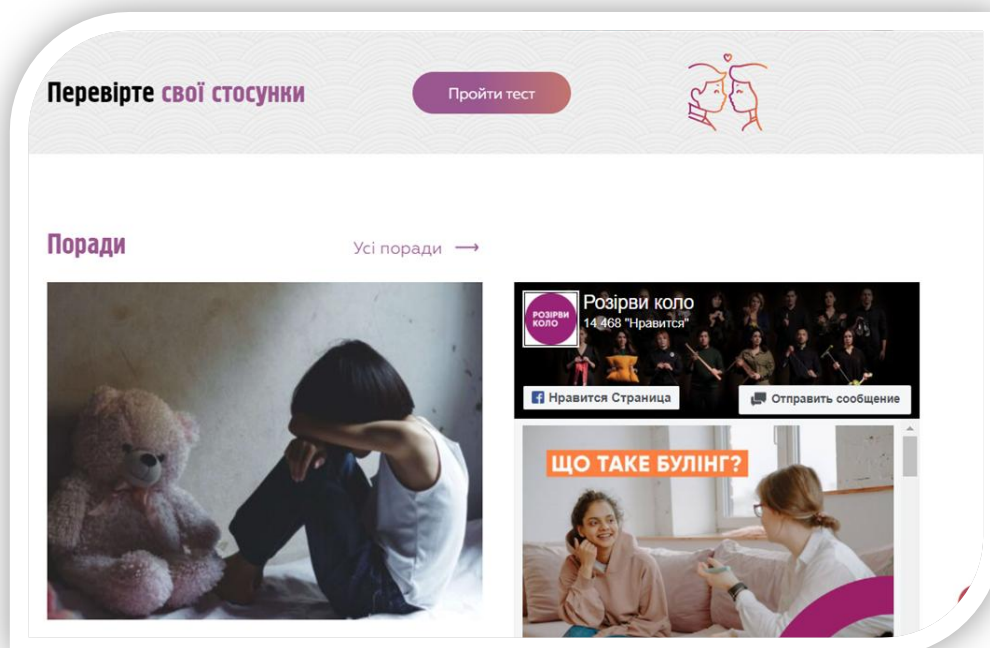 Перевірте свої стосунки
Пройти тест
Поради
Усі поради
РОЗІРВИ
КОЛО
Розірви коло
14 468 "Нравится"
Нравится Страница
Отправить сообщение
ЩО ТАКЕ БУЛІНГ?